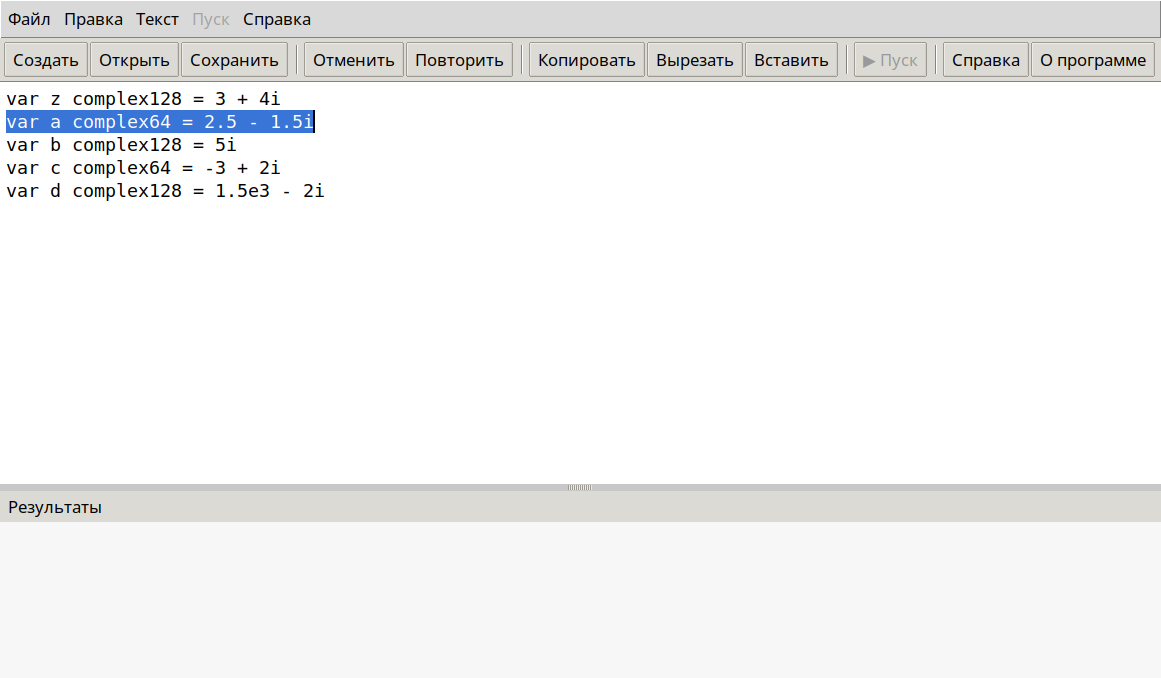 Файл Правка Текст Пуск Справка
Создать Открыть Сохранить Отменить Повторить Копировать Вырезать Вставить ▶ Пуск Справка О программе
var z complex128 = 3 + 4i
var a complex64 = 2.5 - 1.5i
var b complex128 = 5i
var c complex64 = -3 + 2i
var d complex128 = 1.5e3 - 2i
Результаты